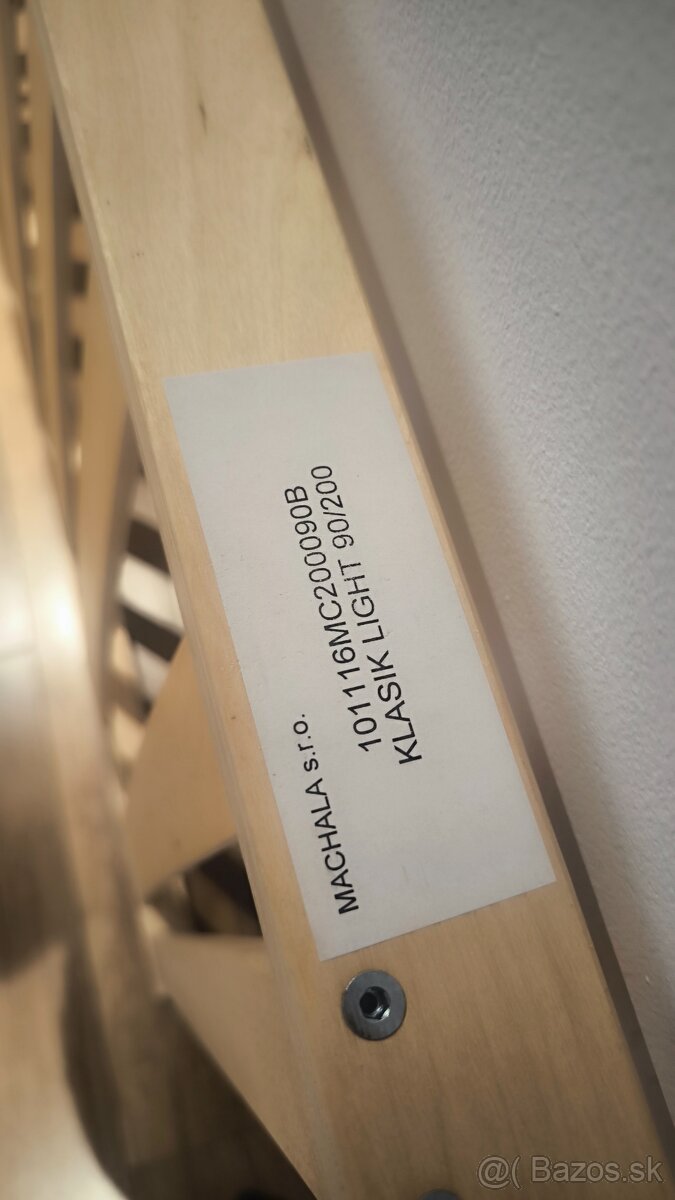 MACHALA s.r.o.
101116MC200090B
KLASIK LIGHT 90/200
@( Bazos.sk